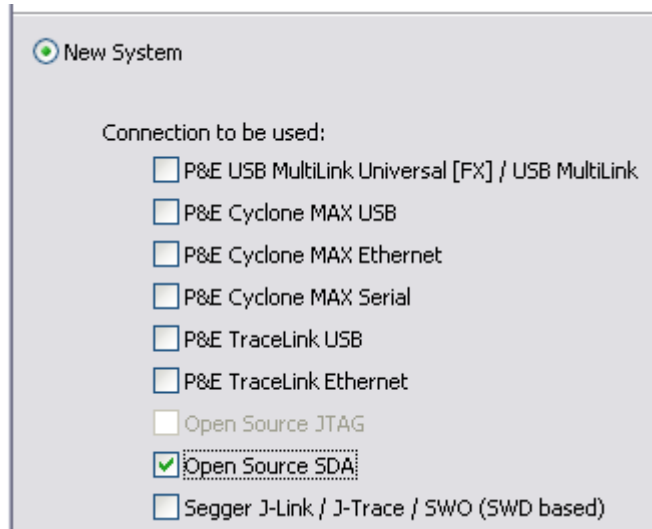 New System
Connection to be used:
P&E USB MultiLink Universal [FX] / USB MultiLink
P&E Cyclone MAX USB
P&E Cyclone MAX Ethernet
P&E Cyclone MAX Serial
P&E TraceLink USB
P&E TraceLink Ethernet
Open Source JTAG
Open Source SDA
Segger J-Link / J-Trace / SWO (SWD based)